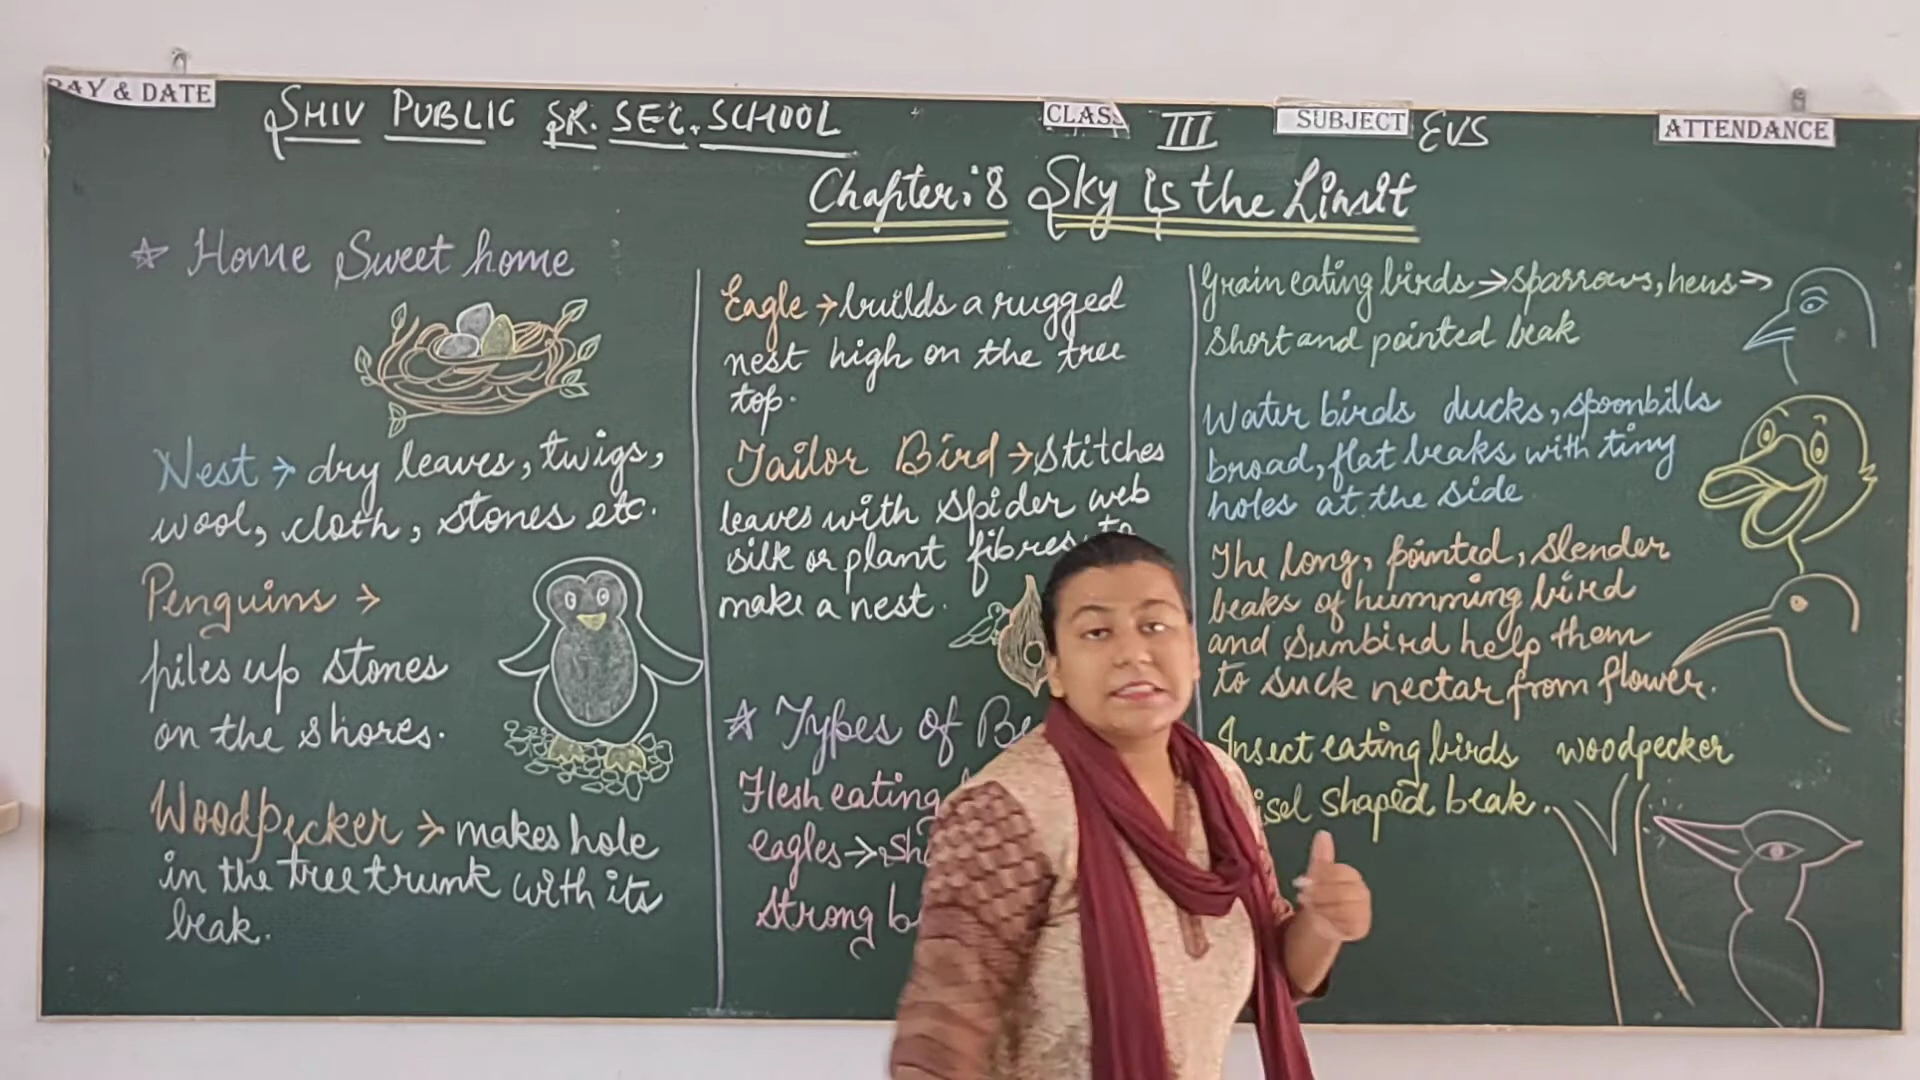 DAY & DATE
SHIV PUBLIC SR. SEC. SCHOOL
CLASS
III
SUBJECT
EVS
ATTENDANCE
Chapter:8 Sky is the Limit
☆ Home Sweet home
Nest → dry leaves, twigs,
wool, cloth, stones etc.
Penguins →
piles up stones
on the shores.
Woodpecker → makes hole
in the tree trunk with its
beak.
Eagle → builds a rugged
nest high on the tree
top.
Tailor Bird → stitches
leaves with spider web
silk or plant fibres to
make a nest.
☆ Types of
Flesh eating
eagles →
strong
Grain eating birds → sparrows, hens →
short and pointed beak
Water birds ducks, spoonbills
broad, flat beaks with tiny
holes at the side
The long, pointed, slender
beaks of humming bird
and sunbird help them
to suck nectar from flower.
Insect eating birds woodpecker
shaped beak.